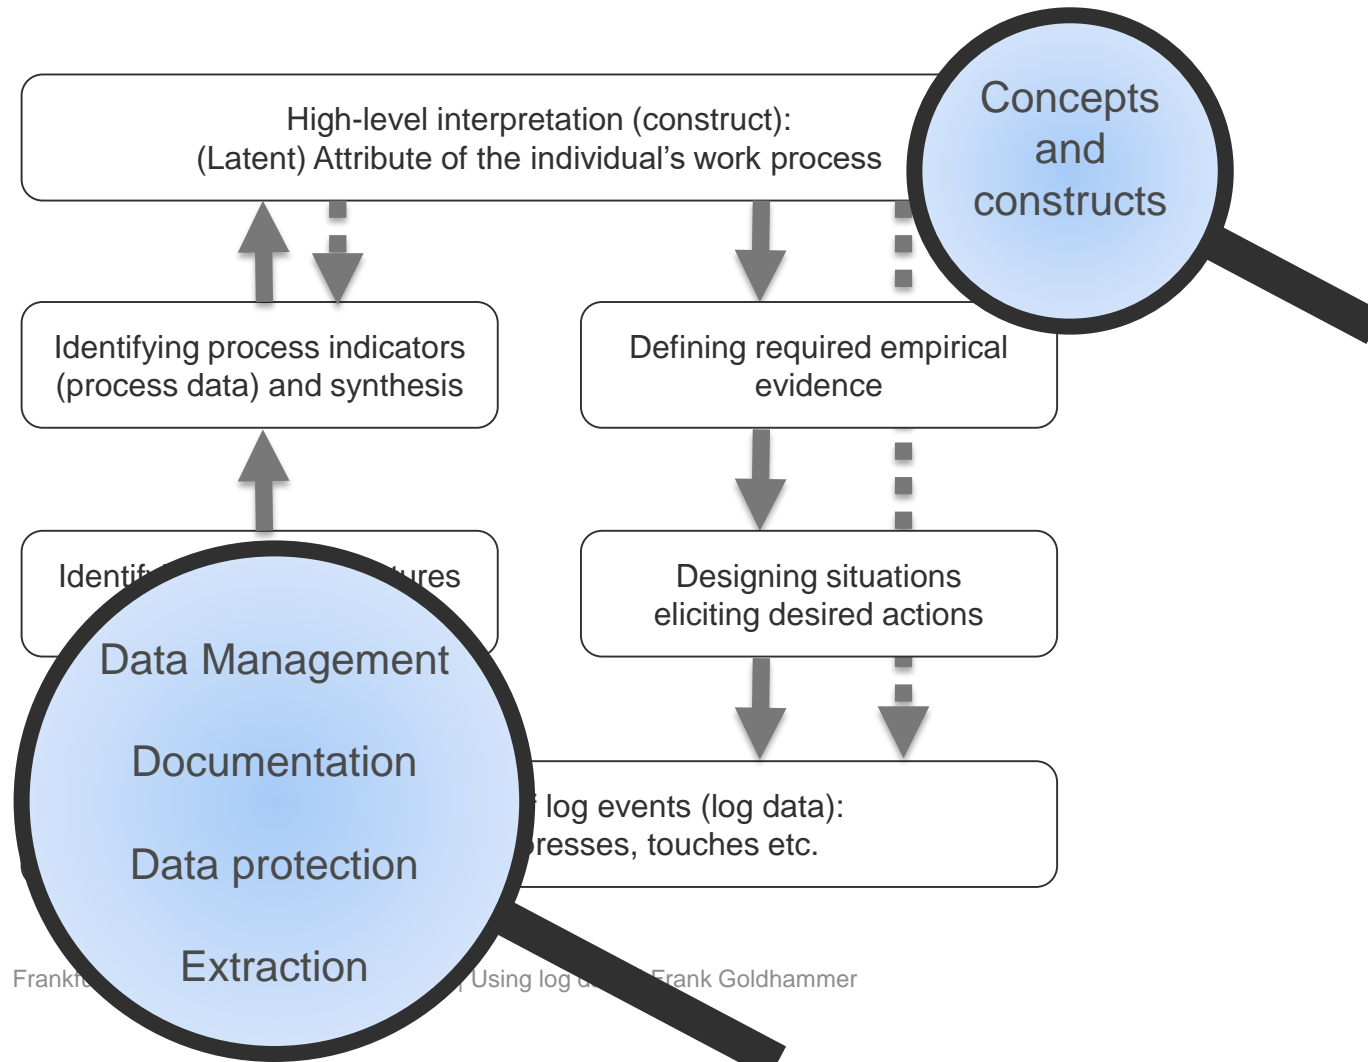 High-level interpretation (construct):
(Latent) Attribute of the individual's work process
Concepts
and
constructs
Identifying process indicators
(process data) and synthesis
Defining required empirical
evidence
Designing situations
eliciting desired actions
Data Management
Documentation
Data protection
Extraction
log events (log data):
touches etc.
Using log
Frank Goldhammer